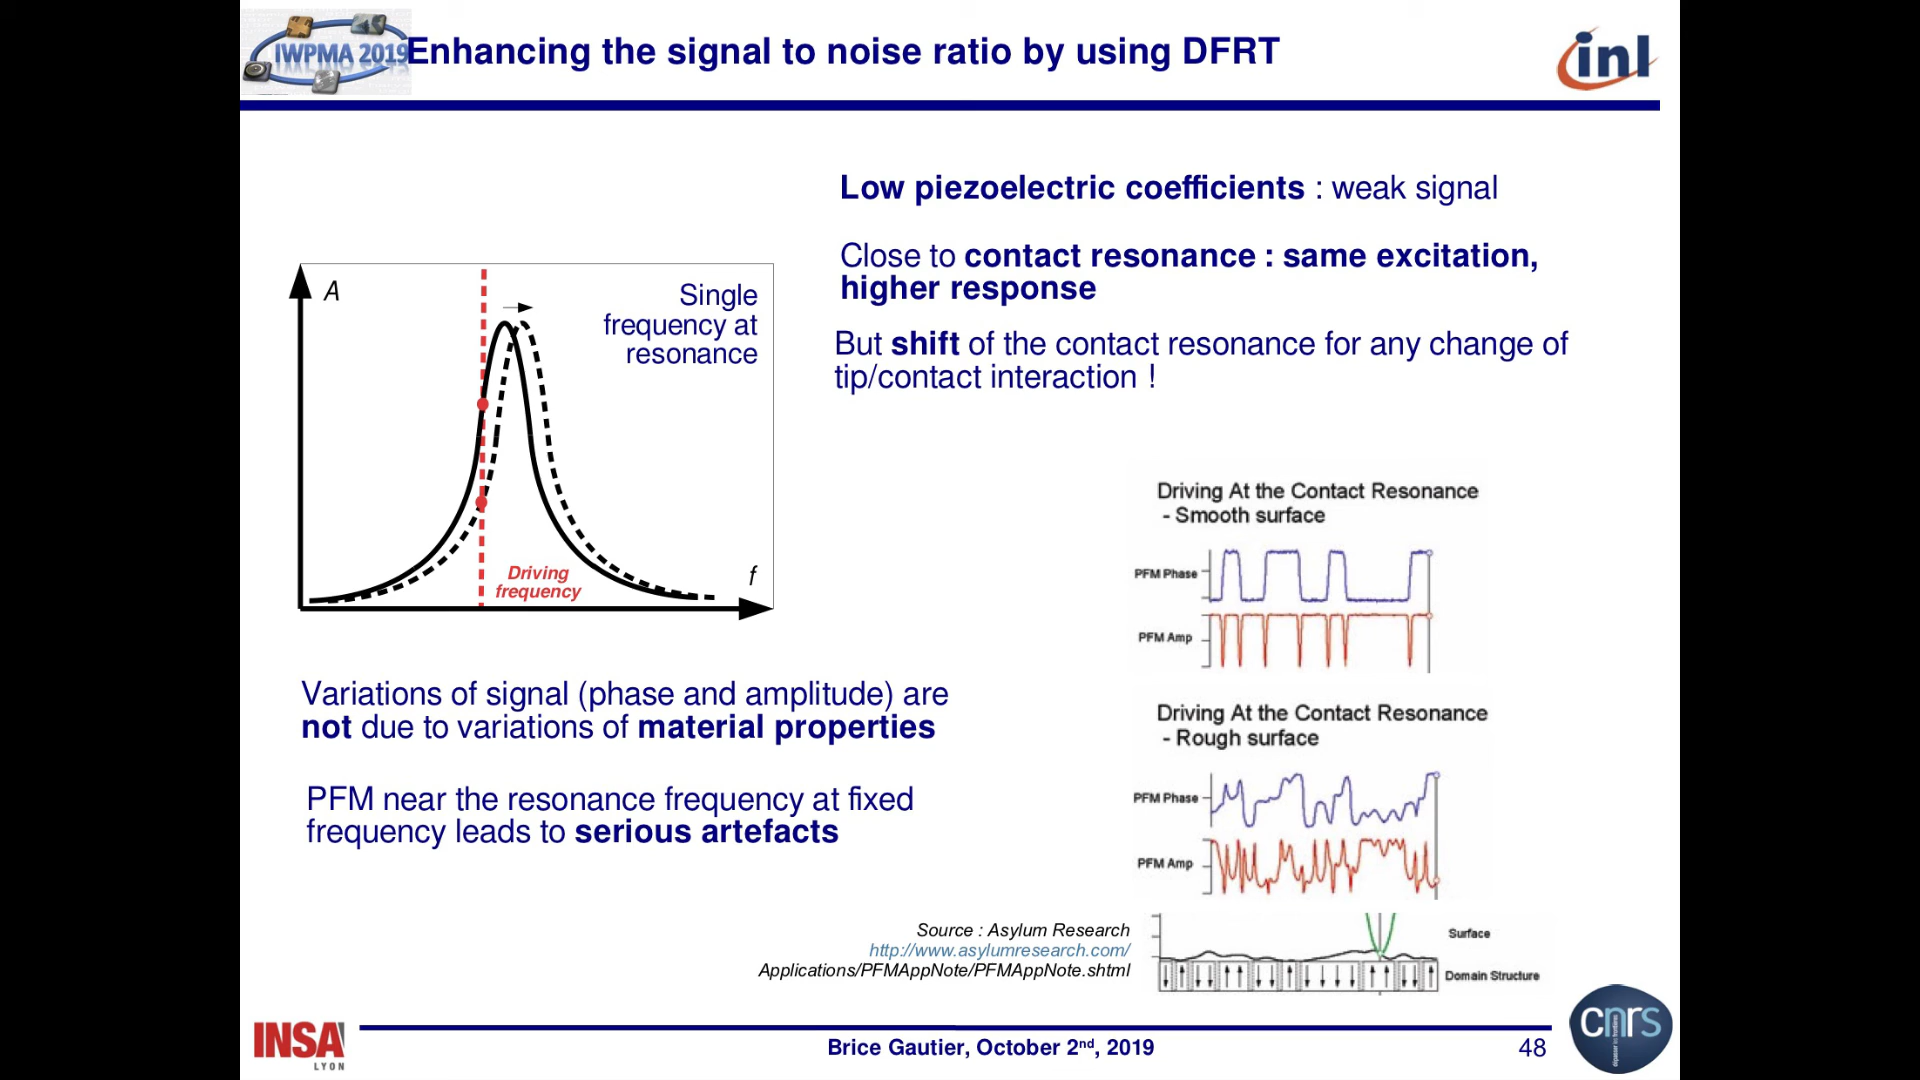 IWPMA 2019
Enhancing the signal to noise ratio by using DFRT
inl
Low piezoelectric coefficients : weak signal
Close to contact resonance : same excitation,
higher response
But shift of the contact resonance for any change of
tip/contact interaction !
A
Single
frequency at
resonance
Driving
frequency
f
Variations of signal (phase and amplitude) are
not due to variations of material properties
PFM near the resonance frequency at fixed
frequency leads to serious artefacts
Driving At the Contact Resonance
- Smooth surface
PFM Phase
PFM Amp
Driving At the Contact Resonance
- Rough surface
PFM Phase
PFM Amp
Surface
Domain Structure
Source : Asylum Research
http://www.asylumresearch.com/
Applications/PFMAppNote/PFMAppNote.shtml
INSA
LYON
Brice Gautier, October 2nd, 2019
48
cnrs